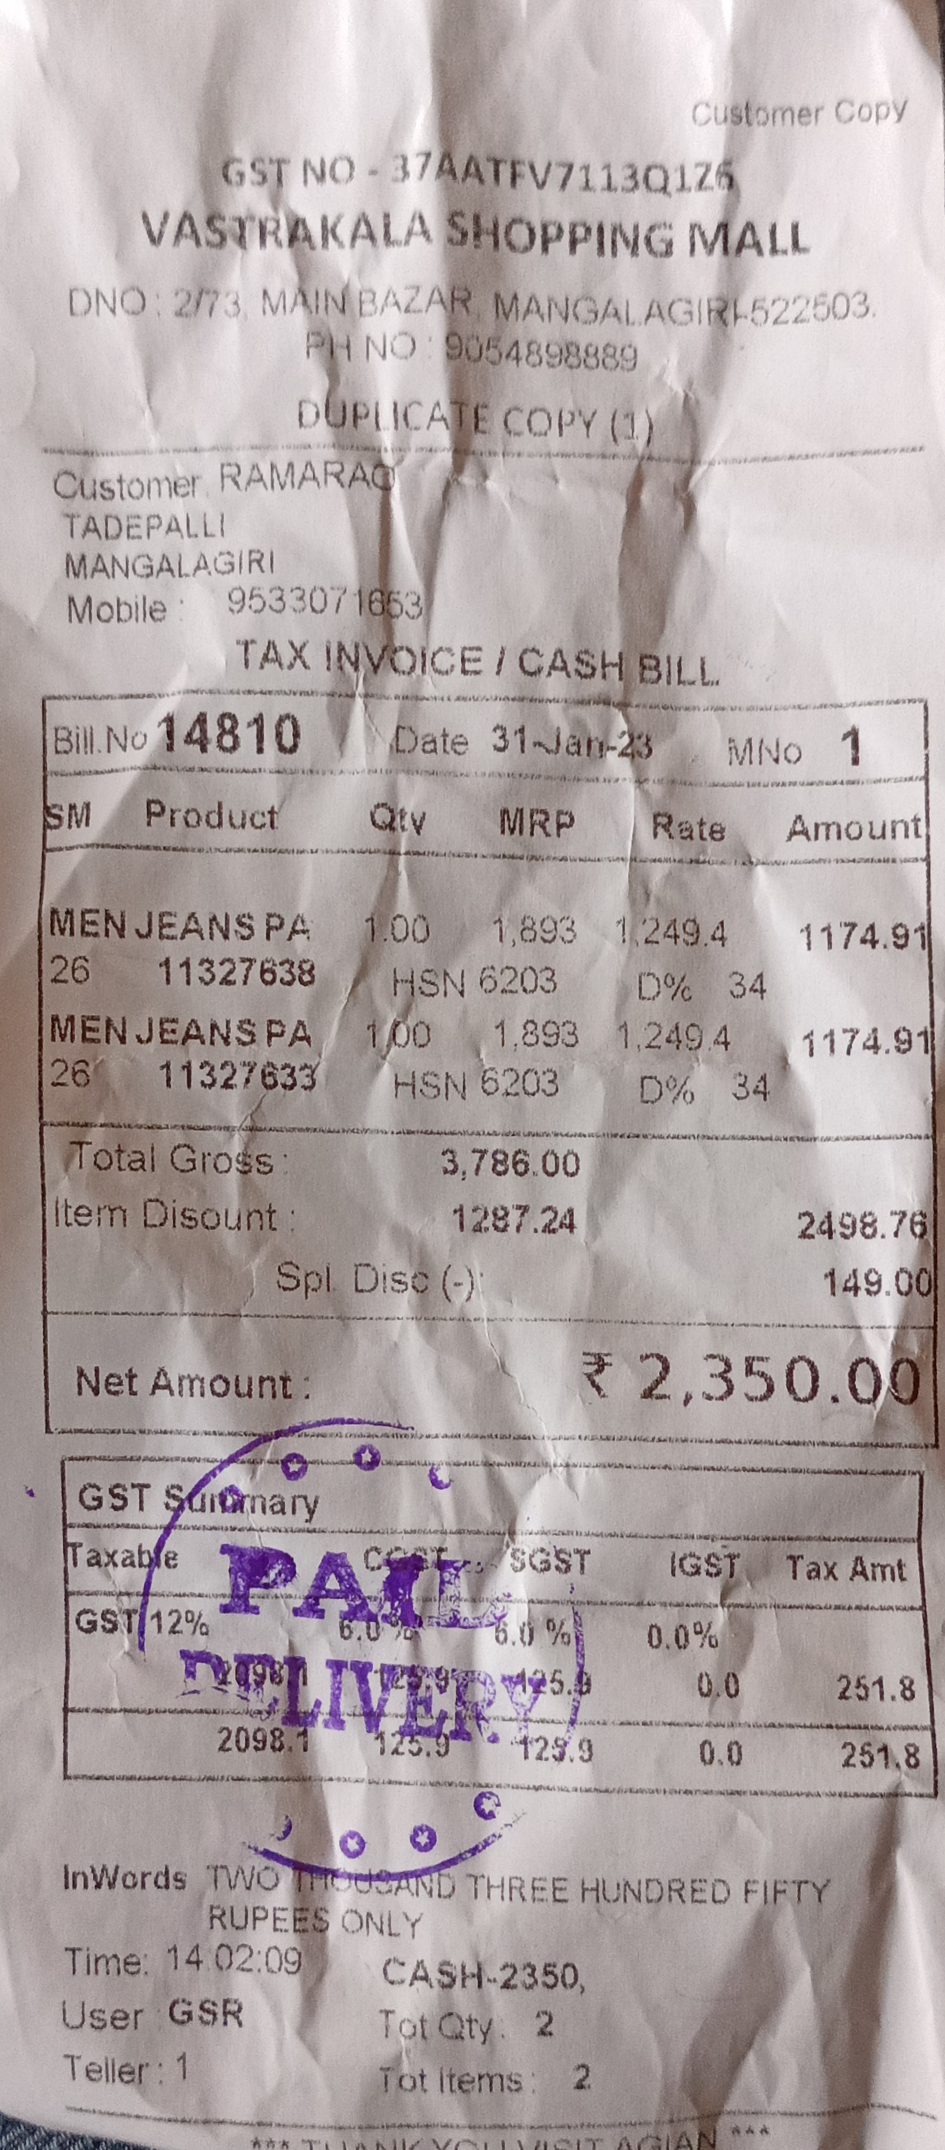 Customer Copy
GST NO - 37AATFV7113Q1Z6
VASTRAKALA SHOPPING MALL
DNO : 2/73, MAIN BAZAR, MANGALAGIRI-522503.
PH NO : 9054898889
DUPLICATE COPY (1)
Customer RAMARAO
TADEPALLI
MANGALAGIRI
Mobile : 9533071653
TAX INVOICE / CASH BILL
Bill.No 14810 Date 31-Jan-23 MNo 1
SM Product Qty MRP Rate Amount
MEN JEANS PA 1.00 1,893 1,249.4 1174.91
26 11327638 HSN 6203 D% 34
MEN JEANS PA 1.00 1,893 1,249.4 1174.91
26 11327633 HSN 6203 D% 34
Total Gross : 3,786.00
Item Disount : 1287.24 2498.76
Spl. Disc (-): 149.00
Net Amount : ₹ 2,350.00
GST Summary
Taxable CGST SGST IGST Tax Amt
GST 12% 6.0 % 6.0 % 0.0%
2098.1 125.9 125.9 0.0 251.8
2098.1 125.9 125.9 0.0 251.8
DELIVERY
InWords TWO THOUSAND THREE HUNDRED FIFTY
RUPEES ONLY
Time: 14:02:09 CASH-2350,
User GSR Tot Qty : 2
Teller : 1 Tot Items : 2
*** THANK YOU VISIT AGIAN ***